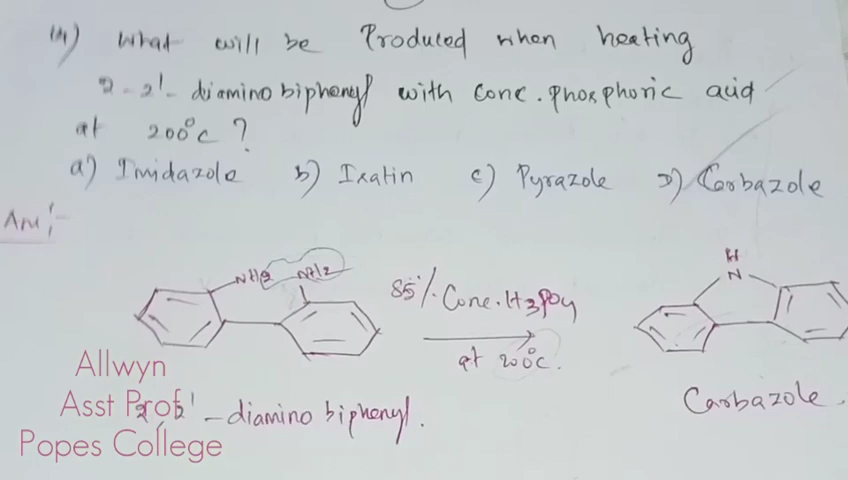 14) What will be Produced when heating
2-2'-diamino biphenyl with Conc. phosphoric acid
at 200°C ?
a) Imidazole b) Isatin c) Pyrazole D) Carbazole
Ans:-
NH2 NH2
85% Conc. H3PO4
at 200°C.
H
N
Carbazole.
2,2'-diamino biphenyl.
Allwyn
Asst Prof
Popes College